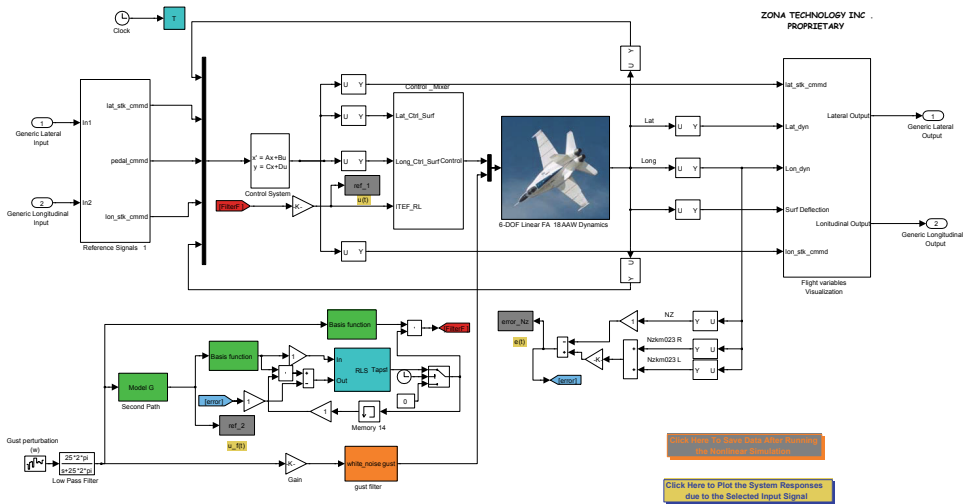 ZONA TECHNOLOGY INC .
PROPRIETARY
Clock
T
U Y
lat_stk_cmmd
pedal_cmmd
lon_stk_cmmd
In1
In2
1
Generic Lateral
Input
2
Generic Longitudinal
Input
Reference Signals 1
x' = Ax+Bu
y = Cx+Du
Control System
U Y
U Y
U Y
U Y
Control _Mixer
Lat_Ctrl_Surf
Long_Ctrl_Surf
Control
ITEF_RL
ref_1
u(t)
[FilterF
-K-
6-DOF Linear FA 18 AAW Dynamics
Lat
Long
U Y
U Y
U Y
U Y
lat_stk_cmmd
Lat_dyn
Lon_dyn
Surf Deflection
lon_stk_cmmd
Lateral Output
Lonitudinal Output
Flight variables
Visualization
1
Generic Lateral
Output
2
Generic Longitudinal
Output
Basis function
[FilterF
Basis function
1
In
Out
RLS
Tapsd
0
[error]
1
1
Memory 14
Model G
Second Path
ref_2
u_f(t)
error_Nz
e(t)
[error]
1
-K-
NZ
Nzkm023 R
Nzkm023 L
Y U
Y U
Y U
Gust perturbation
(w)
25*2*pi
s+25*2*pi
Low Pass Filter
-K-
Gain
white_noise gust
gust filter
Click Here To Save Data After Running
the Nonlinear Simulation
Click Here to Plot the System Responses
due to the Selected Input Signal